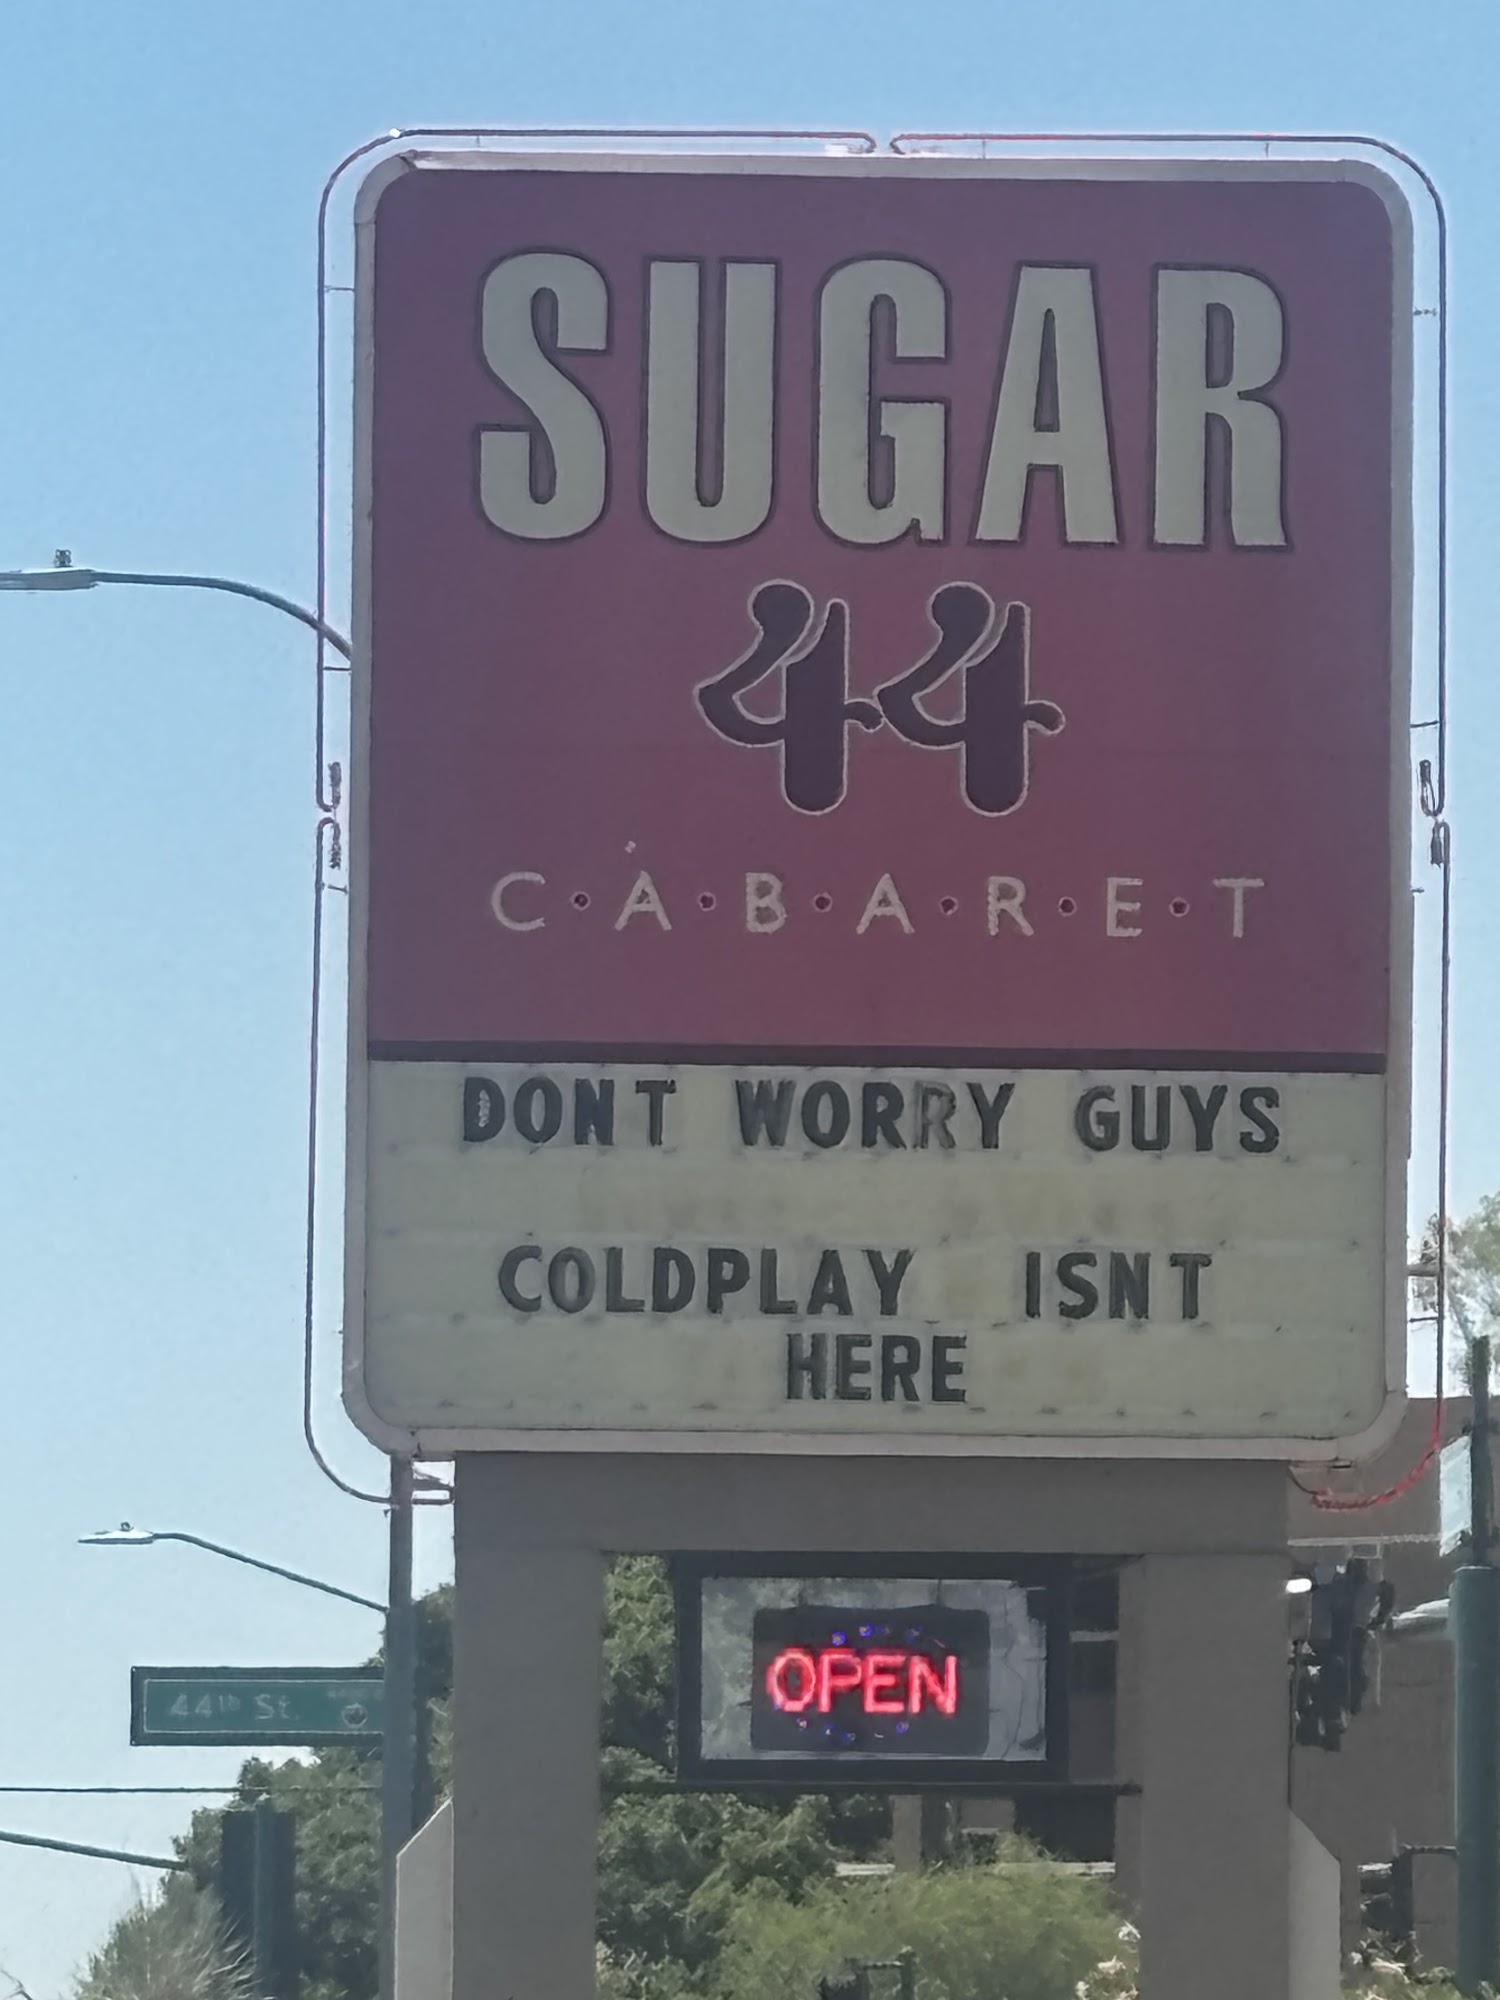 SUGAR
44
C·A·B·A·R·E·T
DONT WORRY GUYS
COLDPLAY ISNT
HERE
OPEN
44th St.